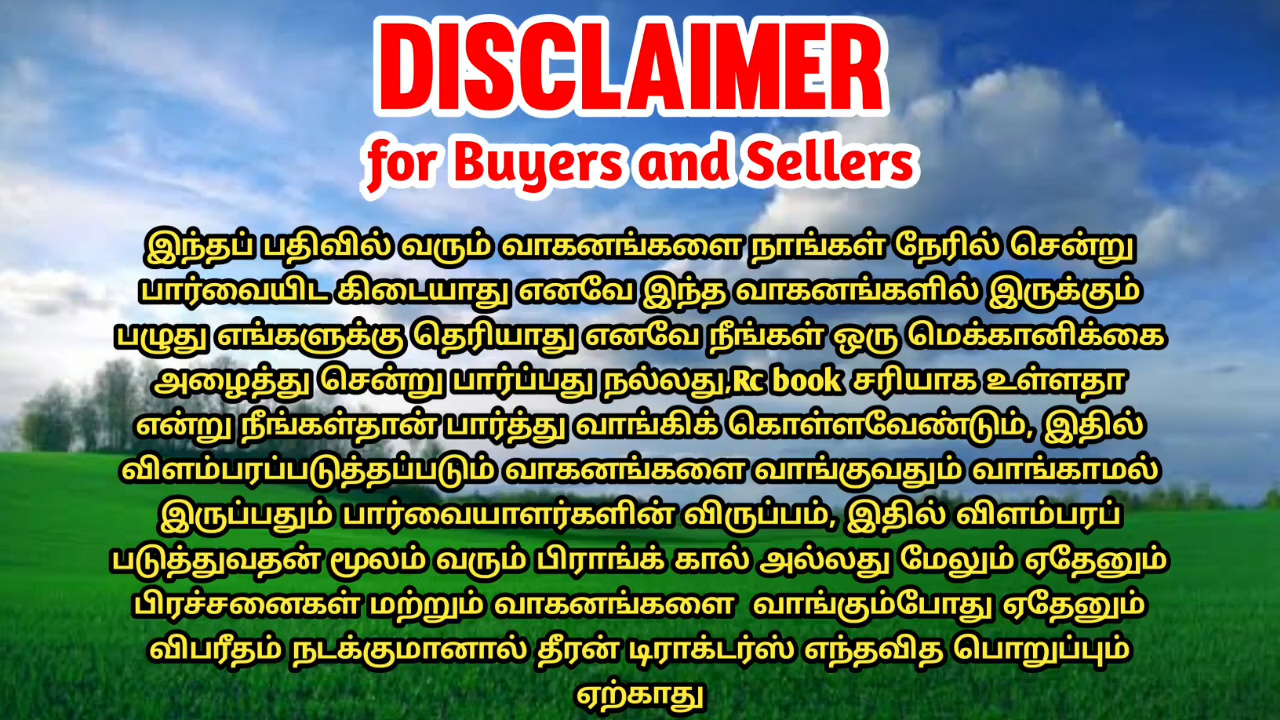 DISCLAIMER
for Buyers and Sellers
இந்தப் பதிவில் வரும் வாகனங்களை நாங்கள் நேரில் சென்று
பார்வையிட கிடையாது எனவே இந்த வாகனங்களில் இருக்கும்
பழுது எங்களுக்கு தெரியாது எனவே நீங்கள் ஒரு மெக்கானிக்கை
அழைத்து சென்று பார்ப்பது நல்லது,Rc book சரியாக உள்ளதா
என்று நீங்கள்தான் பார்த்து வாங்கிக் கொள்ளவேண்டும், இதில்
விளம்பரப்படுத்தப்படும் வாகனங்களை வாங்குவதும் வாங்காமல்
இருப்பதும் பார்வையாளர்களின் விருப்பம், இதில் விளம்பரப்
படுத்துவதன் மூலம் வரும் பிராங்க் கால் அல்லது மேலும் ஏதேனும்
பிரச்சனைகள் மற்றும் வாகனங்களை வாங்கும்போது ஏதேனும்
விபரீதம் நடக்குமானால் தீரன் டிராக்டர்ஸ் எந்தவித பொறுப்பும்
ஏற்காது